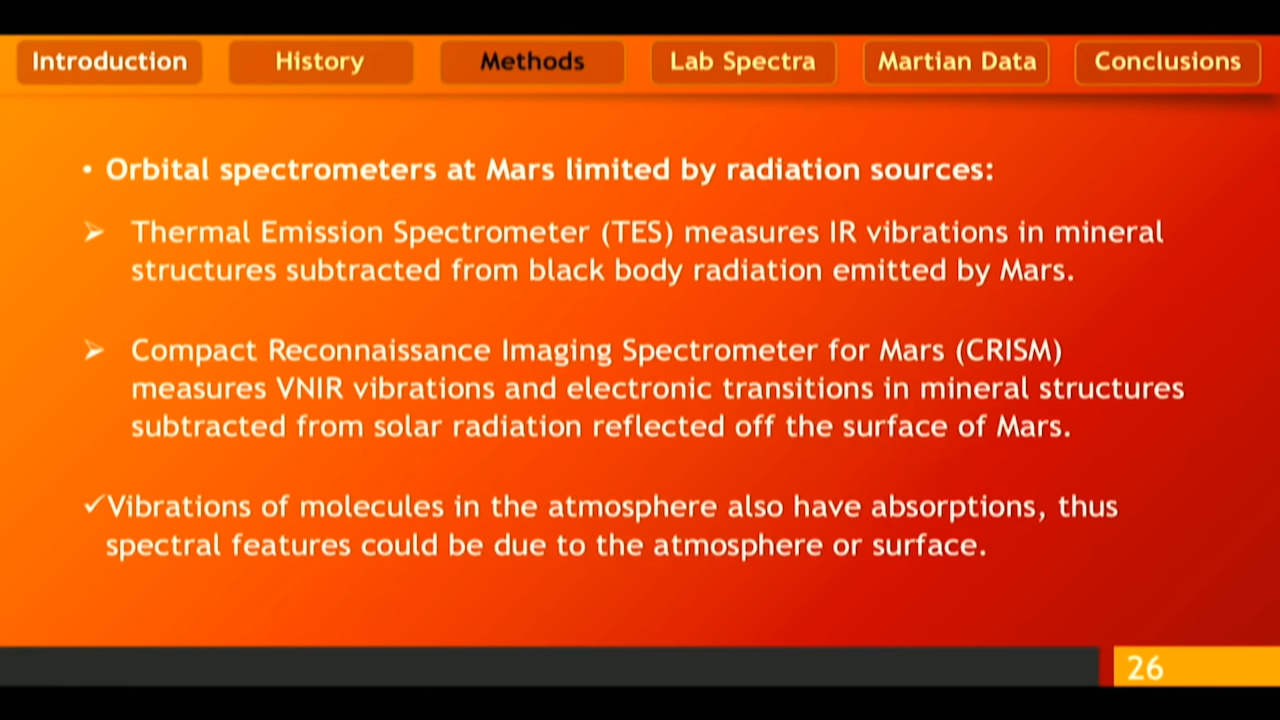 Introduction
History
Methods
Lab Spectra
Martian Data
Conclusions
• Orbital spectrometers at Mars limited by radiation sources:
➢ Thermal Emission Spectrometer (TES) measures IR vibrations in mineral
structures subtracted from black body radiation emitted by Mars.
➢ Compact Reconnaissance Imaging Spectrometer for Mars (CRISM)
measures VNIR vibrations and electronic transitions in mineral structures
subtracted from solar radiation reflected off the surface of Mars.
✓Vibrations of molecules in the atmosphere also have absorptions, thus
spectral features could be due to the atmosphere or surface.
26